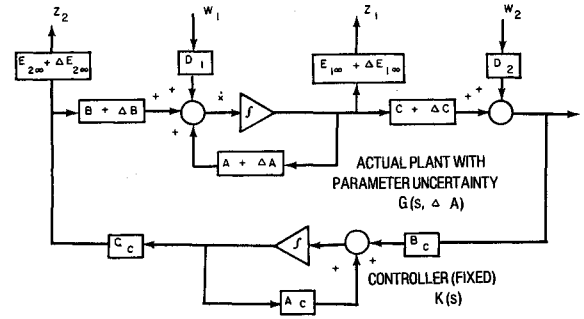 Z2 W1 Z1 W2
E2∞ + ΔE2∞ D1 E1∞ + ΔE1∞ D2
B + ΔB + + ẋ ∫ C + ΔC + +
+
A + ΔA
ACTUAL PLANT WITH
PARAMETER UNCERTAINTY
G(s, Δ A)
Cc ∫ Bc
+ +
CONTROLLER (FIXED)
Ac K(s)